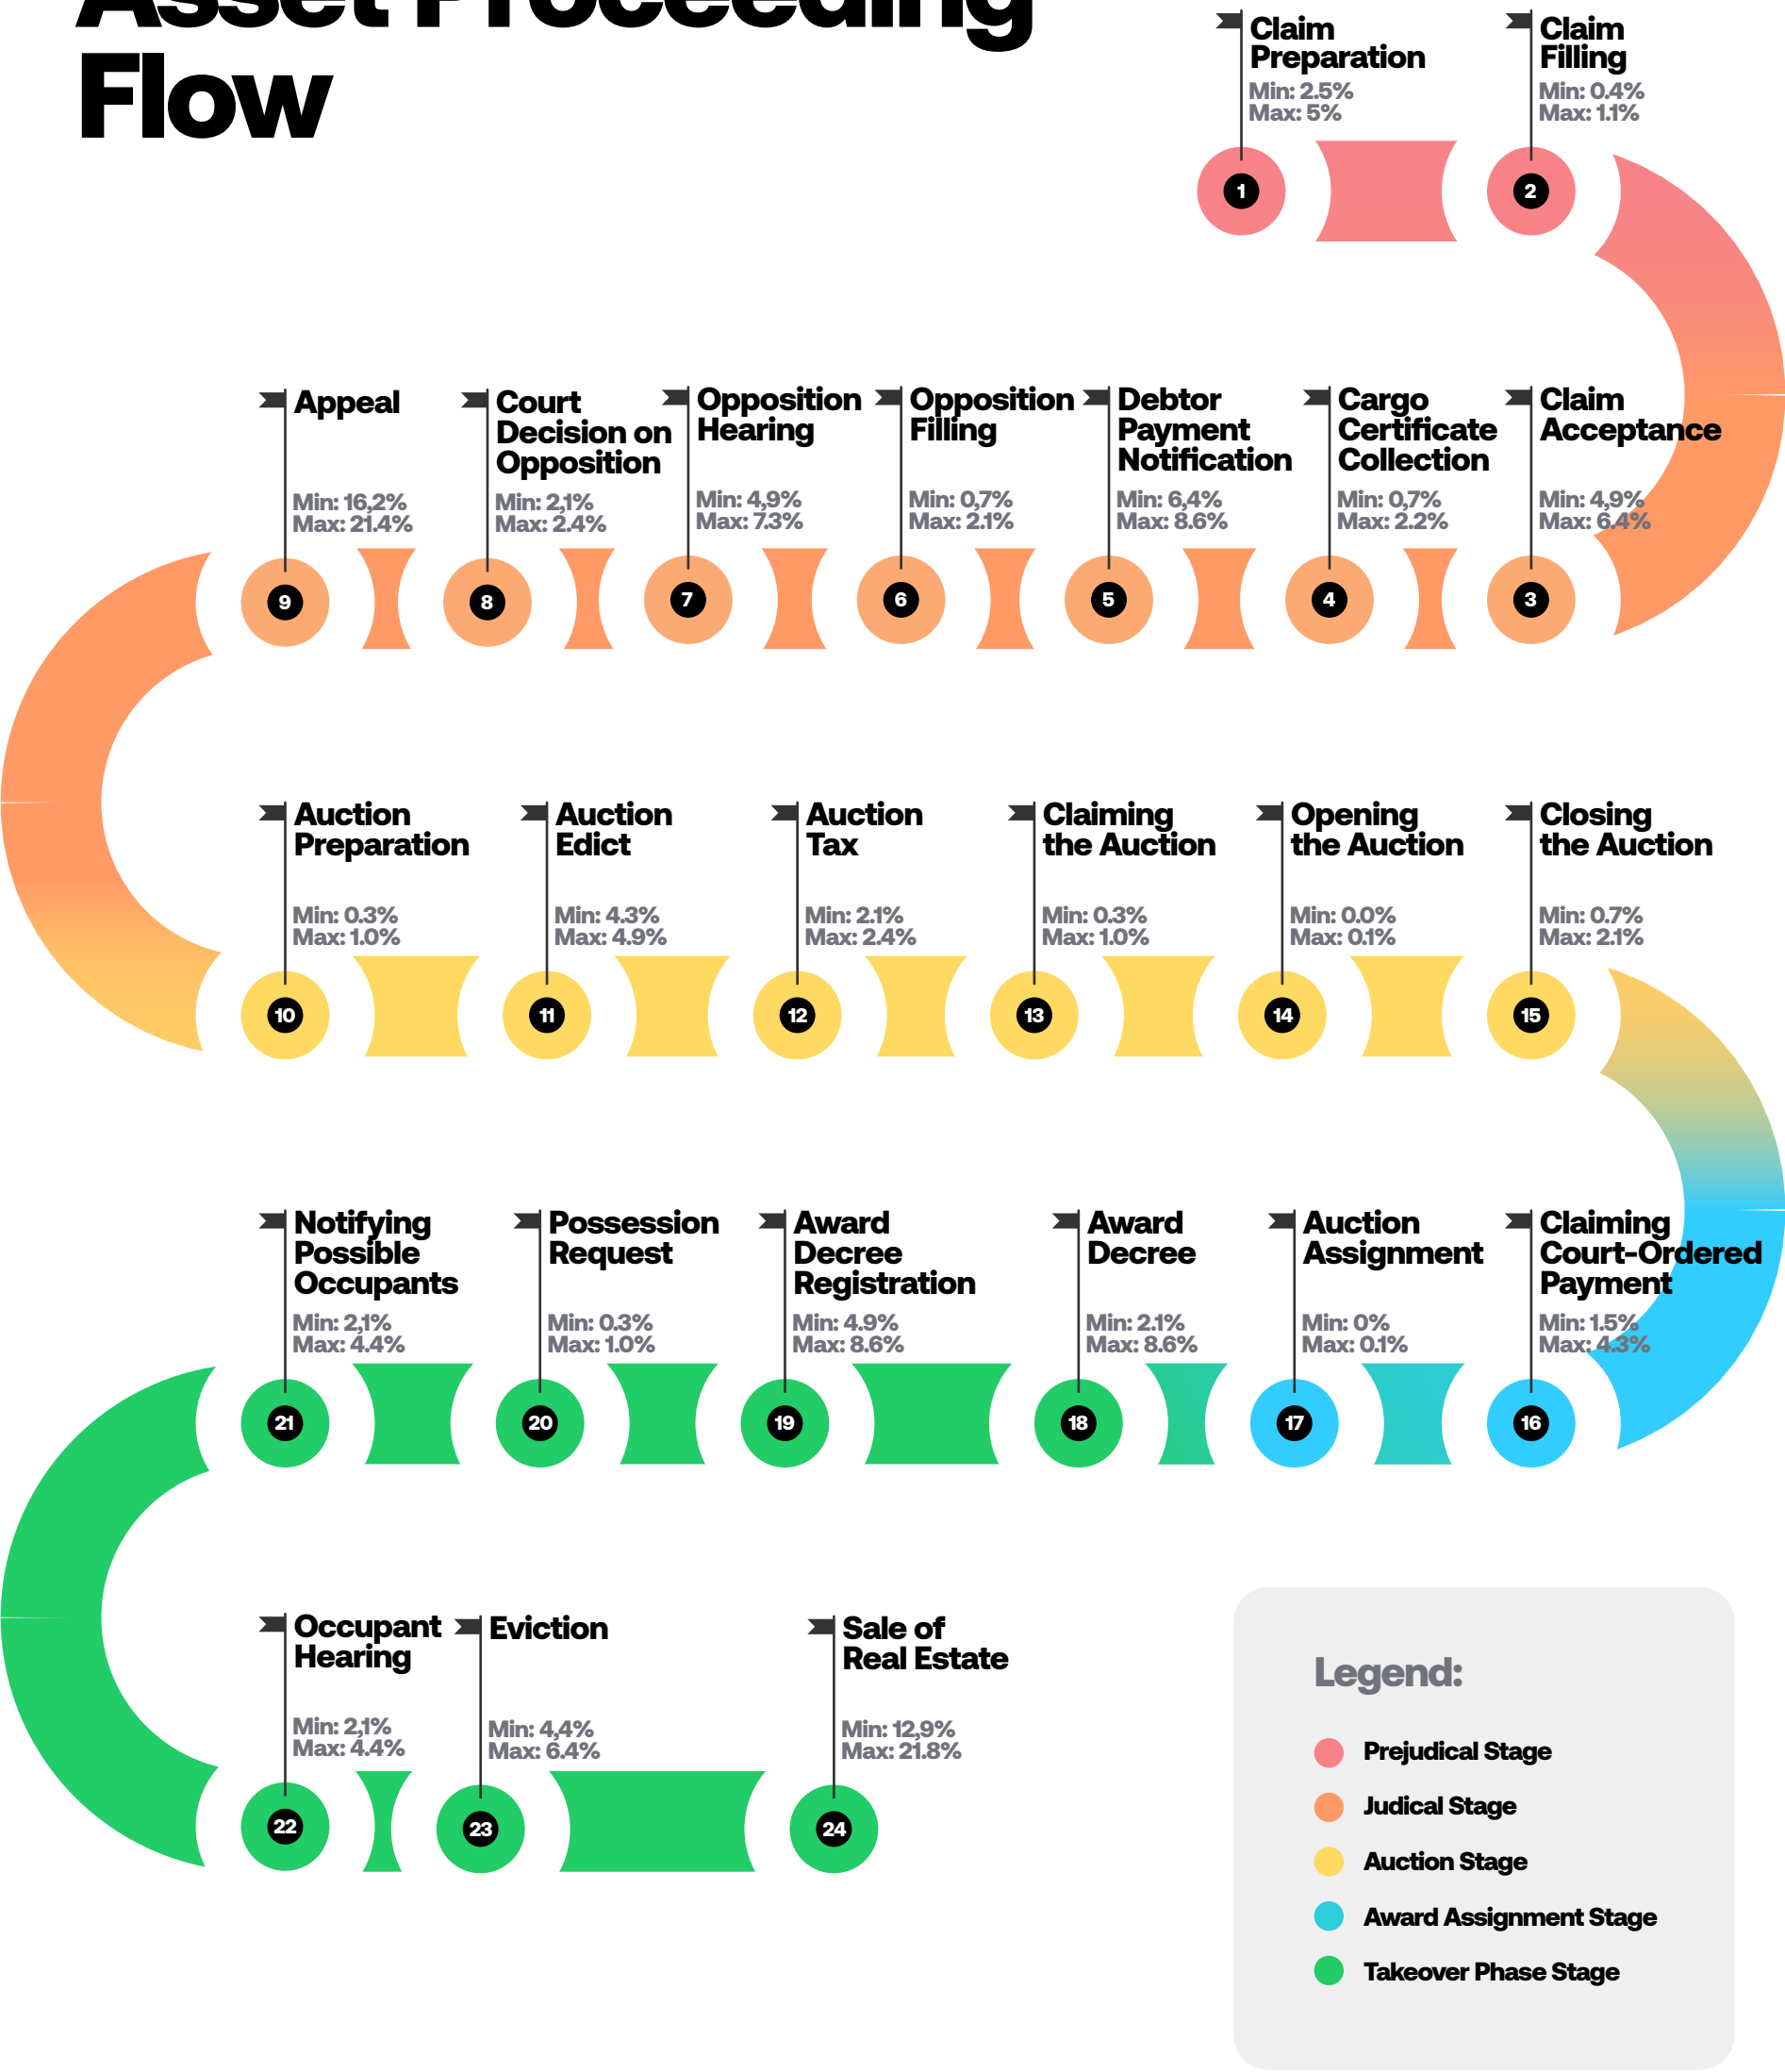 Asset Proceeding
Flow
Claim
Preparation
Min: 2.5%
Max: 5%
1
Claim
Filling
Min: 0.4%
Max: 1.1%
2
Claim
Acceptance
Min: 4,9%
Max: 6.4%
3
Cargo
Certificate
Collection
Min: 0,7%
Max: 2.2%
4
Debtor
Payment
Notification
Min: 6,4%
Max: 8.6%
5
Opposition
Filling
Min: 0,7%
Max: 2.1%
6
Opposition
Hearing
Min: 4,9%
Max: 7.3%
7
Court
Decision on
Opposition
Min: 2,1%
Max: 2.4%
8
Appeal
Min: 16,2%
Max: 21.4%
9
Auction
Preparation
Min: 0.3%
Max: 1.0%
10
Auction
Edict
Min: 4.3%
Max: 4.9%
11
Auction
Tax
Min: 2.1%
Max: 2.4%
12
Claiming
the Auction
Min: 0.3%
Max: 1.0%
13
Opening
the Auction
Min: 0.0%
Max: 0.1%
14
Closing
the Auction
Min: 0.7%
Max: 2.1%
15
Claiming
Court-Ordered
Payment
Min: 1.5%
Max: 4.3%
16
Auction
Assignment
Min: 0%
Max: 0.1%
17
Award
Decree
Min: 2.1%
Max: 8.6%
18
Award
Decree
Registration
Min: 4.9%
Max: 8.6%
19
Possession
Request
Min: 0.3%
Max: 1.0%
20
Notifying
Possible
Occupants
Min: 2,1%
Max: 4.4%
21
Occupant
Hearing
Min: 2,1%
Max: 4.4%
22
Eviction
Min: 4,4%
Max: 6.4%
23
Sale of
Real Estate
Min: 12,9%
Max: 21.8%
24
Legend:
Prejudical Stage
Judical Stage
Auction Stage
Award Assignment Stage
Takeover Phase Stage